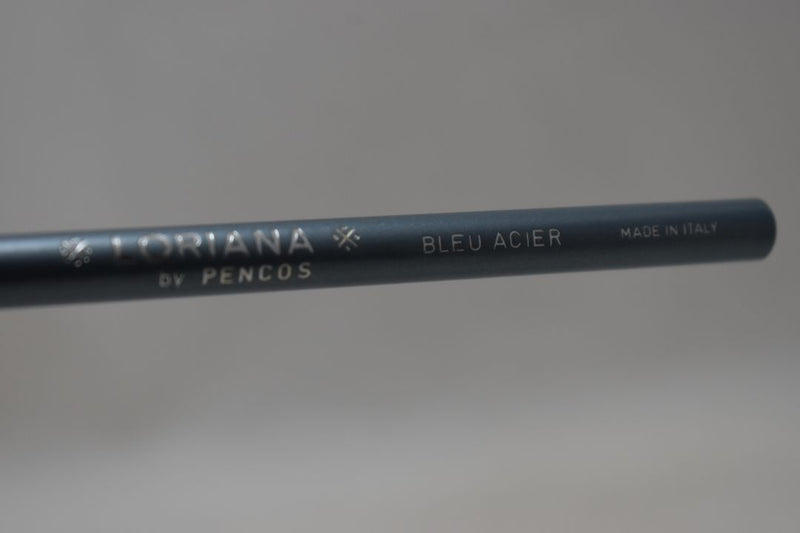 LORIANA
by PENCOS
BLEU ACIER
MADE IN ITALY